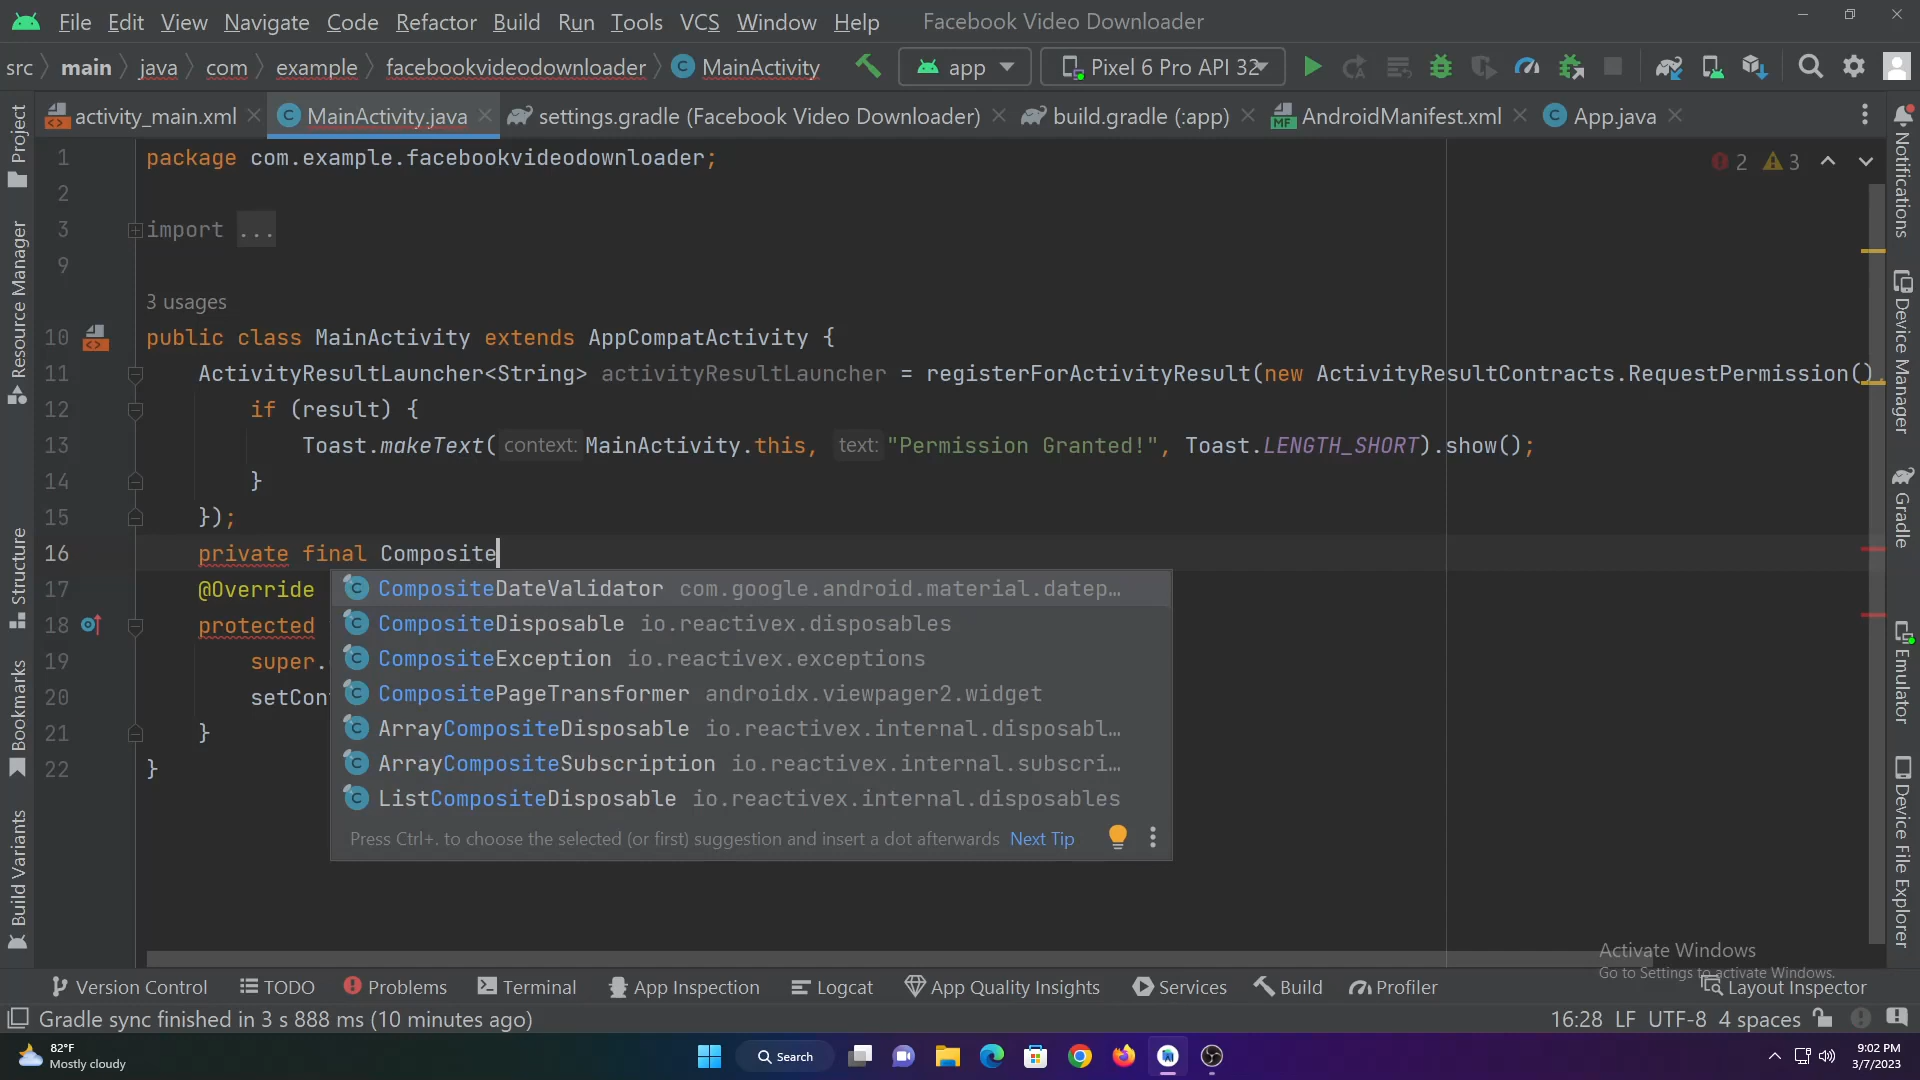 File Edit View Navigate Code Refactor Build Run Tools VCS Window Help Facebook Video Downloader
src main java com example facebookvideodownloader C MainActivity app Pixel 6 Pro API 32
activity_main.xml C MainActivity.java settings.gradle (Facebook Video Downloader) build.gradle (:app) MF AndroidManifest.xml C App.java
Project
Resource Manager
Structure
Bookmarks
Build Variants
2 3
1 package com.example.facebookvideodownloader;
2
3 import ...
9
3 usages
10 public class MainActivity extends AppCompatActivity {
11 ActivityResultLauncher<String> activityResultLauncher = registerForActivityResult(new ActivityResultContracts.RequestPermission(),
12 if (result) {
13 Toast.makeText( context: MainActivity.this, text: "Permission Granted!", Toast.LENGTH_SHORT).show();
14 }
15 });
16 private final Composite
17 @Override
18 protected
19 super.
20 setCon
21 }
22 }
C CompositeDateValidator com.google.android.material.datep…
C CompositeDisposable io.reactivex.disposables
C CompositeException io.reactivex.exceptions
C CompositePageTransformer androidx.viewpager2.widget
C ArrayCompositeDisposable io.reactivex.internal.disposabl…
C ArrayCompositeSubscription io.reactivex.internal.subscri…
C ListCompositeDisposable io.reactivex.internal.disposables
Press Ctrl+. to choose the selected (or first) suggestion and insert a dot afterwards Next Tip
Notifications
Device Manager
Gradle
Emulator
Device File Explorer
Activate Windows
Go to Settings to activate Windows.
Version Control TODO Problems Terminal App Inspection Logcat App Quality Insights Services Build Profiler Layout Inspector
Gradle sync finished in 3 s 888 ms (10 minutes ago) 16:28 LF UTF-8 4 spaces
82°F
Mostly cloudy
Search
9:02 PM
3/7/2023